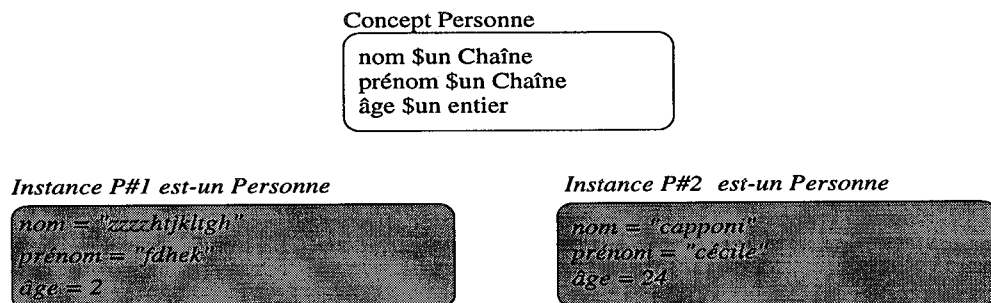 Concept Personne
nom $un Chaîne
prénom $un Chaîne
âge $un entier
Instance P#1 est-un Personne
nom = "zzzzhtjkltgh"
prénom = "fdhek"
âge = 2
Instance P#2 est-un Personne
nom = "capponi"
prénom = "cécile"
âge = 24